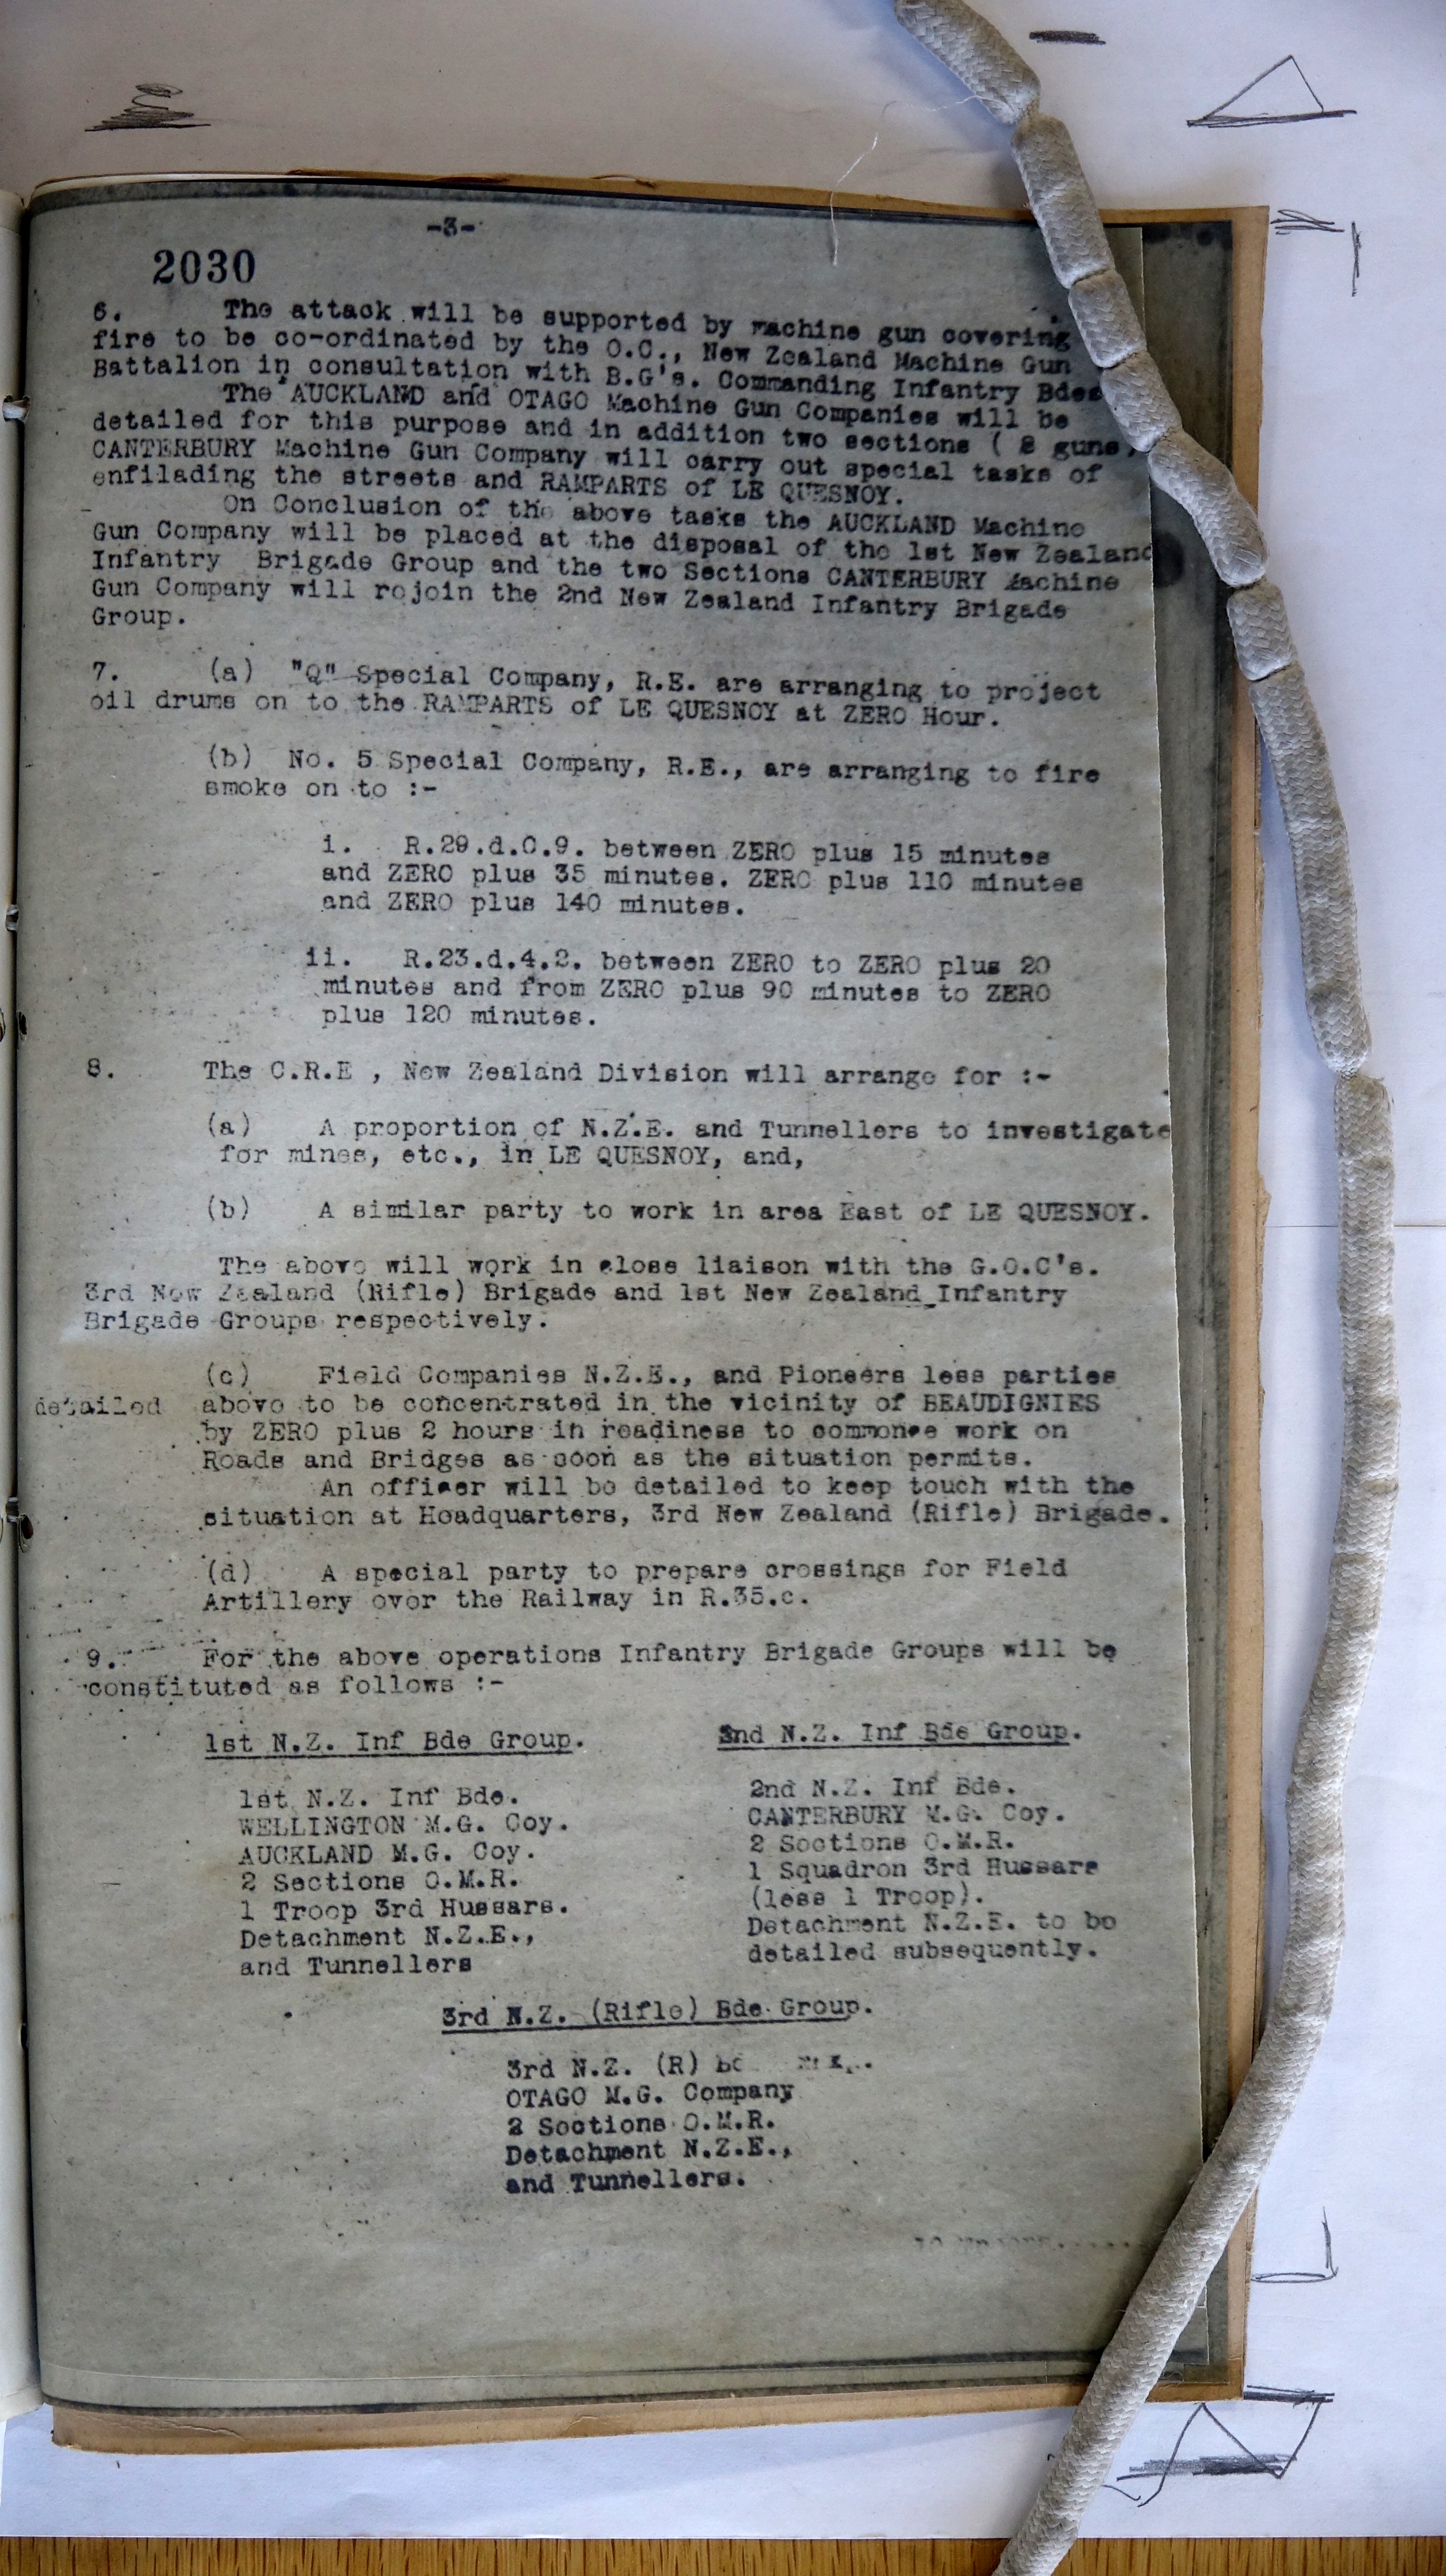 -3-
2030
6. The attack will be supported by machine gun covering
fire to be co-ordinated by the O.C., New Zealand Machine Gun
Battalion in consultation with B.G's. Commanding Infantry Bdes
The AUCKLAND and OTAGO Machine Gun Companies will be
detailed for this purpose and in addition two sections ( 8 guns)
CANTERBURY Machine Gun Company will carry out special tasks of
enfilading the streets and RAMPARTS of LE QUESNOY.
On Conclusion of the above tasks the AUCKLAND Machine
Gun Company will be placed at the disposal of the 1st New Zealand
Infantry Brigade Group and the two Sections CANTERBURY Machine
Gun Company will rejoin the 2nd New Zealand Infantry Brigade
Group.
7. (a) "Q" Special Company, R.E. are arranging to project
oil drums on to the RAMPARTS of LE QUESNOY at ZERO Hour.
(b) No. 5 Special Company, R.E., are arranging to fire
smoke on to :-
i. R.29.d.0.9. between ZERO plus 15 minutes
and ZERO plus 35 minutes. ZERO plus 110 minutes
and ZERO plus 140 minutes.
ii. R.23.d.4.2. between ZERO to ZERO plus 20
minutes and from ZERO plus 90 minutes to ZERO
plus 120 minutes.
8. The C.R.E , New Zealand Division will arrange for :-
(a) A proportion of N.Z.E. and Tunnellers to investigate
for mines, etc., in LE QUESNOY, and,
(b) A similar party to work in area East of LE QUESNOY.
The above will work in close liaison with the G.O.C's.
3rd New Zealand (Rifle) Brigade and 1st New Zealand Infantry
Brigade Groups respectively.
(c) Field Companies N.Z.E., and Pioneers less parties
detailed above to be concentrated in the vicinity of BEAUDIGNIES
by ZERO plus 2 hours in readiness to commence work on
Roads and Bridges as soon as the situation permits.
An officer will be detailed to keep touch with the
situation at Headquarters, 3rd New Zealand (Rifle) Brigade.
(d) A special party to prepare crossings for Field
Artillery over the Railway in R.35.c.
9. For the above operations Infantry Brigade Groups will be
constituted as follows :-
1st N.Z. Inf Bde Group.
1st N.Z. Inf Bde.
WELLINGTON M.G. Coy.
AUCKLAND M.G. Coy.
2 Sections O.M.R.
1 Troop 3rd Hussars.
Detachment N.Z.E.,
and Tunnellers
2nd N.Z. Inf Bde Group.
2nd N.Z. Inf Bde.
CANTERBURY M.G. Coy.
2 Sections O.M.R.
1 Squadron 3rd Hussars
(less 1 Troop).
Detachment N.Z.E. to be
detailed subsequently.
3rd N.Z. (Rifle) Bde Group.
3rd N.Z. (R)
OTAGO M.G. Company
2 Sections O.M.R.
Detachment N.Z.E.,
and Tunnellers.